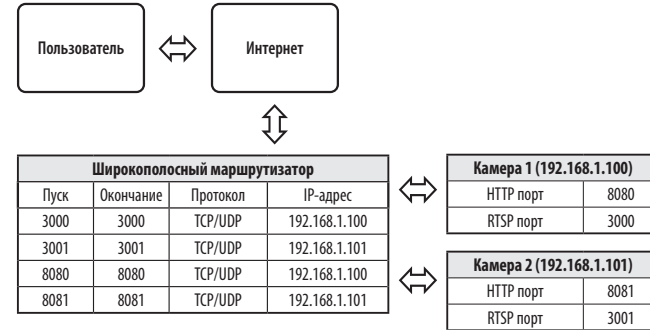 Пользователь
Интернет
Широкополосный маршрутизатор
Пуск Окончание Протокол IP-адрес
3000 3000 TCP/UDP 192.168.1.100
3001 3001 TCP/UDP 192.168.1.101
8080 8080 TCP/UDP 192.168.1.100
8081 8081 TCP/UDP 192.168.1.101
Камера 1 (192.168.1.100)
HTTP порт 8080
RTSP порт 3000
Камера 2 (192.168.1.101)
HTTP порт 8081
RTSP порт 3001